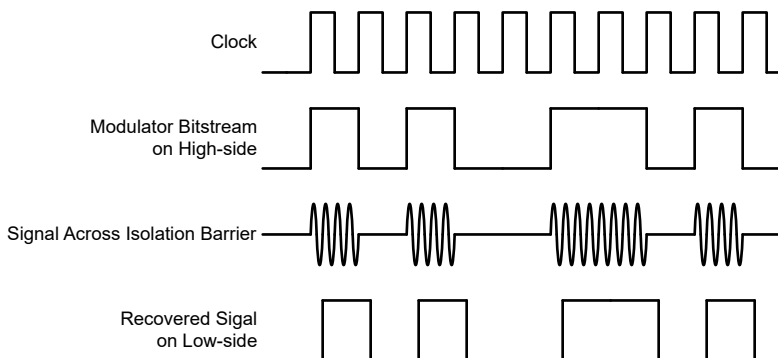 Clock
Modulator Bitstream
on High-side
Signal Across Isolation Barrier
Recovered Sigal
on Low-side